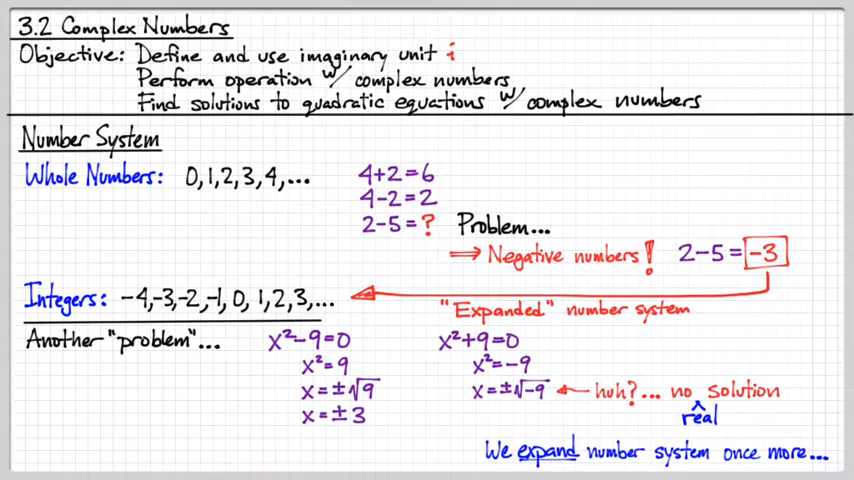 3.2 Complex Numbers
Objective: Define and use imaginary unit i
Perform operation w/ complex numbers
Find solutions to quadratic equations w/ complex numbers
Number System
Whole Numbers: 0, 1, 2, 3, 4, ... 4+2=6
4-2=2
2-5=? Problem...
⟹ Negative numbers! 2-5=-3
Integers: -4,-3,-2,-1, 0, 1, 2, 3, ...
"Expanded" number system
Another "problem"... x²-9=0 x²+9=0
x²=9 x²=-9
x=±√9 x=±√-9 ← huh?... no ^ solution
x=±3 real
We expand number system once more...